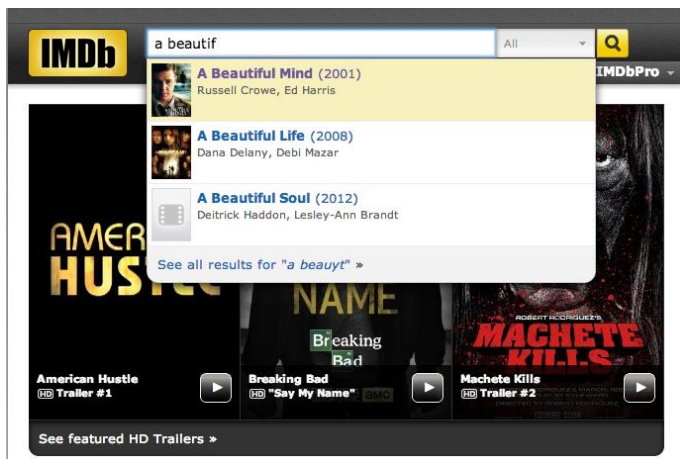 IMDb
a beautif
All
IMDbPro
A Beautiful Mind (2001)
Russell Crowe, Ed Harris
A Beautiful Life (2008)
Dana Delany, Debi Mazar
A Beautiful Soul (2012)
Deitrick Haddon, Lesley-Ann Brandt
See all results for "a beauyt" »
AMER
HUSTLE
NAME
Breaking
Bad
amc
ROBERT RODRIGUEZ'S
MACHETE
KILLS
American Hustle
HD Trailer #1
Breaking Bad
HD "Say My Name"
Machete Kills
HD Trailer #2
See featured HD Trailers »